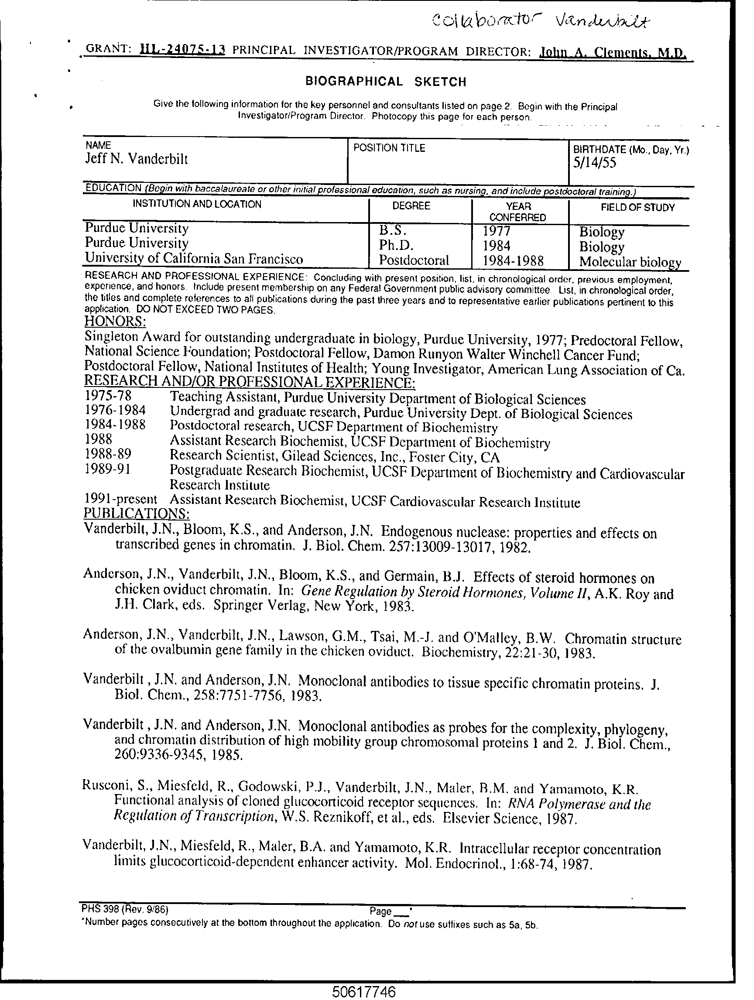 collaborator Vanderbilt
GRANT: HL-24075-13 PRINCIPAL INVESTIGATOR/PROGRAM DIRECTOR: John A. Clements, M.D.
BIOGRAPHICAL SKETCH
Give the following information for the key personnel and consultants listed on page 2. Begin with the Principal
Investigator/Program Director. Photocopy this page for each person.
NAME
Jeff N. Vanderbilt
POSITION TITLE
BIRTHDATE (Mo., Day, Yr.)
5/14/55
EDUCATION (Begin with baccalaureate or other initial professional education, such as nursing, and include postdoctoral training.)
INSTITUTION AND LOCATION DEGREE YEAR CONFERRED FIELD OF STUDY
Purdue University B.S. 1977 Biology
Purdue University Ph.D. 1984 Biology
University of California San Francisco Postdoctoral 1984-1988 Molecular biology
RESEARCH AND PROFESSIONAL EXPERIENCE: Concluding with present position, list, in chronological order, previous employment,
experience, and honors. Include present membership on any Federal Government public advisory committee. List, in chronological order,
the titles and complete references to all publications during the past three years and to representative earlier publications pertinent to this
application. DO NOT EXCEED TWO PAGES.
HONORS:
Singleton Award for outstanding undergraduate in biology, Purdue University, 1977; Predoctoral Fellow,
National Science Foundation; Postdoctoral Fellow, Damon Runyon Walter Winchell Cancer Fund;
Postdoctoral Fellow, National Institutes of Health; Young Investigator, American Lung Association of Ca.
RESEARCH AND/OR PROFESSIONAL EXPERIENCE:
1975-78 Teaching Assistant, Purdue University Department of Biological Sciences
1976-1984 Undergrad and graduate research, Purdue University Dept. of Biological Sciences
1984-1988 Postdoctoral research, UCSF Department of Biochemistry
1988 Assistant Research Biochemist, UCSF Department of Biochemistry
1988-89 Research Scientist, Gilead Sciences, Inc., Foster City, CA
1989-91 Postgraduate Research Biochemist, UCSF Department of Biochemistry and Cardiovascular
Research Institute
1991-present Assistant Research Biochemist, UCSF Cardiovascular Research Institute
PUBLICATIONS:
Vanderbilt, J.N., Bloom, K.S., and Anderson, J.N. Endogenous nuclease: properties and effects on
transcribed genes in chromatin. J. Biol. Chem. 257:13009-13017, 1982.
Anderson, J.N., Vanderbilt, J.N., Bloom, K.S., and Germain, B.J. Effects of steroid hormones on
chicken oviduct chromatin. In: Gene Regulation by Steroid Hormones, Volume II, A.K. Roy and
J.H. Clark, eds. Springer Verlag, New York, 1983.
Anderson, J.N., Vanderbilt, J.N., Lawson, G.M., Tsai, M.-J. and O'Malley, B.W. Chromatin structure
of the ovalbumin gene family in the chicken oviduct. Biochemistry, 22:21-30, 1983.
Vanderbilt , J.N. and Anderson, J.N. Monoclonal antibodies to tissue specific chromatin proteins. J.
Biol. Chem., 258:7751-7756, 1983.
Vanderbilt , J.N. and Anderson, J.N. Monoclonal antibodies as probes for the complexity, phylogeny,
and chromatin distribution of high mobility group chromosomal proteins 1 and 2. J. Biol. Chem.,
260:9336-9345, 1985.
Rusconi, S., Miesfeld, R., Godowski, P.J., Vanderbilt, J.N., Maler, B.M. and Yamamoto, K.R.
Functional analysis of cloned glucocorticoid receptor sequences. In: RNA Polymerase and the
Regulation of Transcription, W.S. Reznikoff, et al., eds. Elsevier Science, 1987.
Vanderbilt, J.N., Miesfeld, R., Maler, B.A. and Yamamoto, K.R. Intracellular receptor concentration
limits glucocorticoid-dependent enhancer activity. Mol. Endocrinol., 1:68-74, 1987.
PHS 398 (Rev. 9/86) Page __*
*Number pages consecutively at the bottom throughout the application. Do not use suffixes such as 5a, 5b.
50617746